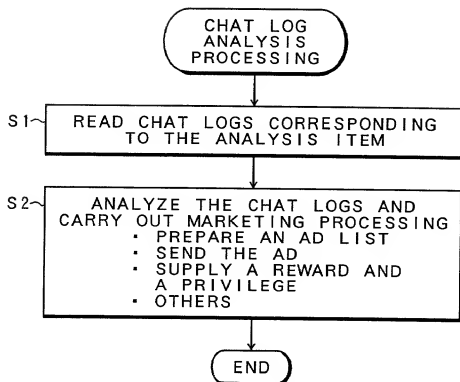 CHAT LOG
ANALYSIS
PROCESSING
S1
READ CHAT LOGS CORRESPONDING
TO THE ANALYSIS ITEM
S2
ANALYZE THE CHAT LOGS AND
CARRY OUT MARKETING PROCESSING
· PREPARE AN AD LIST
· SEND THE AD
· SUPPLY A REWARD AND
A PRIVILEGE
· OTHERS
END